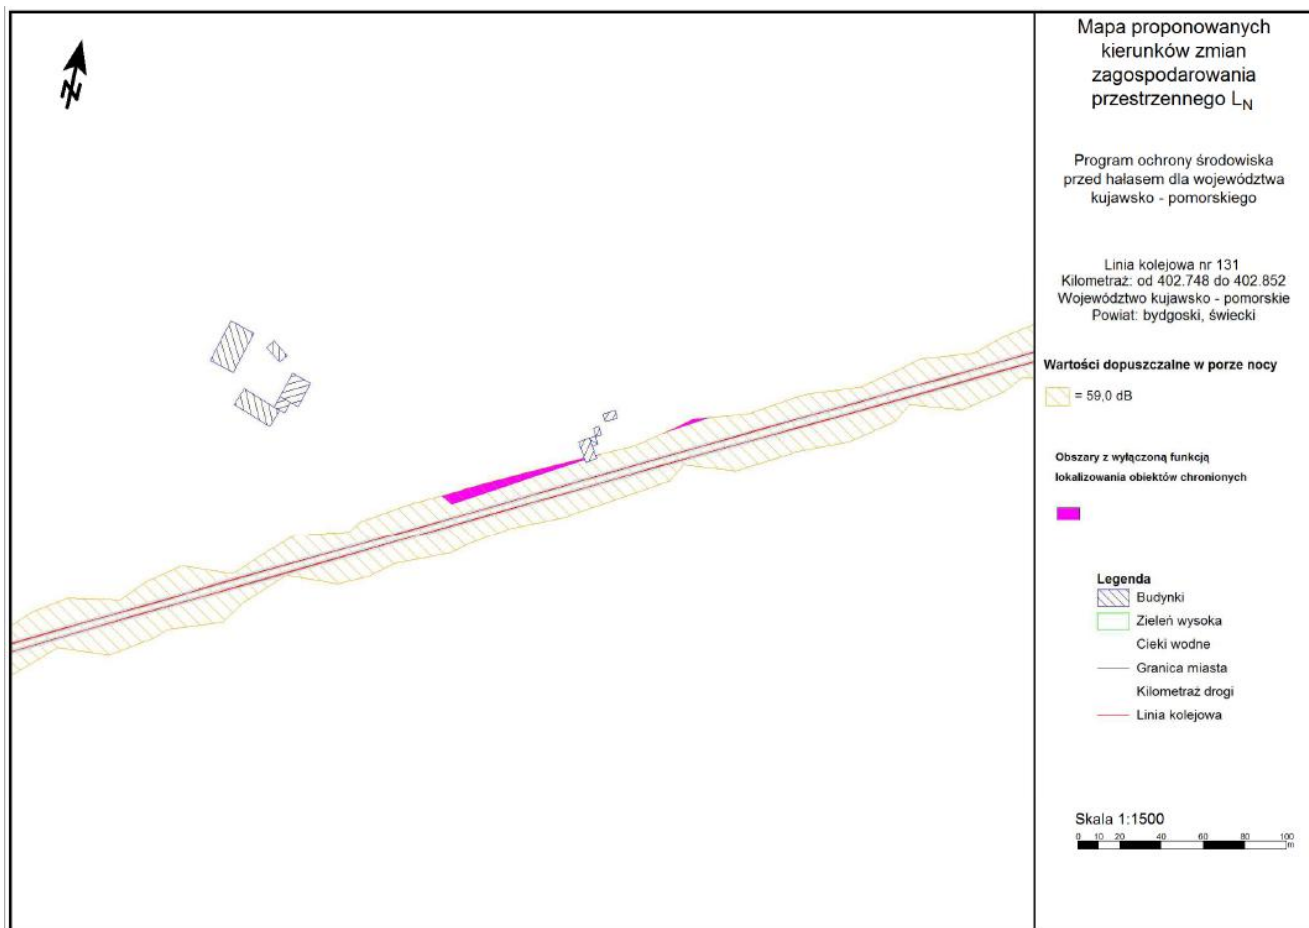 Mapa proponowanych
kierunków zmian
zagospodarowania
przestrzennego LN
Program ochrony środowiska
przed hałasem dla województwa
kujawsko - pomorskiego
Linia kolejowa nr 131
Kilometraż: od 402.748 do 402.852
Województwo kujawsko - pomorskie
Powiat: bydgoski, świecki
Wartości dopuszczalne w porze nocy
= 59,0 dB
Obszary z wyłączoną funkcją
lokalizowania obiektów chronionych
Legenda
Budynki
Zieleń wysoka
Cieki wodne
Granica miasta
Kilometraż drogi
Linia kolejowa
Skala 1:1500
0 10 20 40 60 80 100
m
N